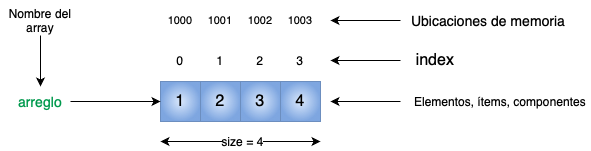 Nombre del
array
1000 1001 1002 1003
Ubicaciones de memoria
0 1 2 3
index
arreglo
1 2 3 4
Elementos, ítems, componentes
size = 4